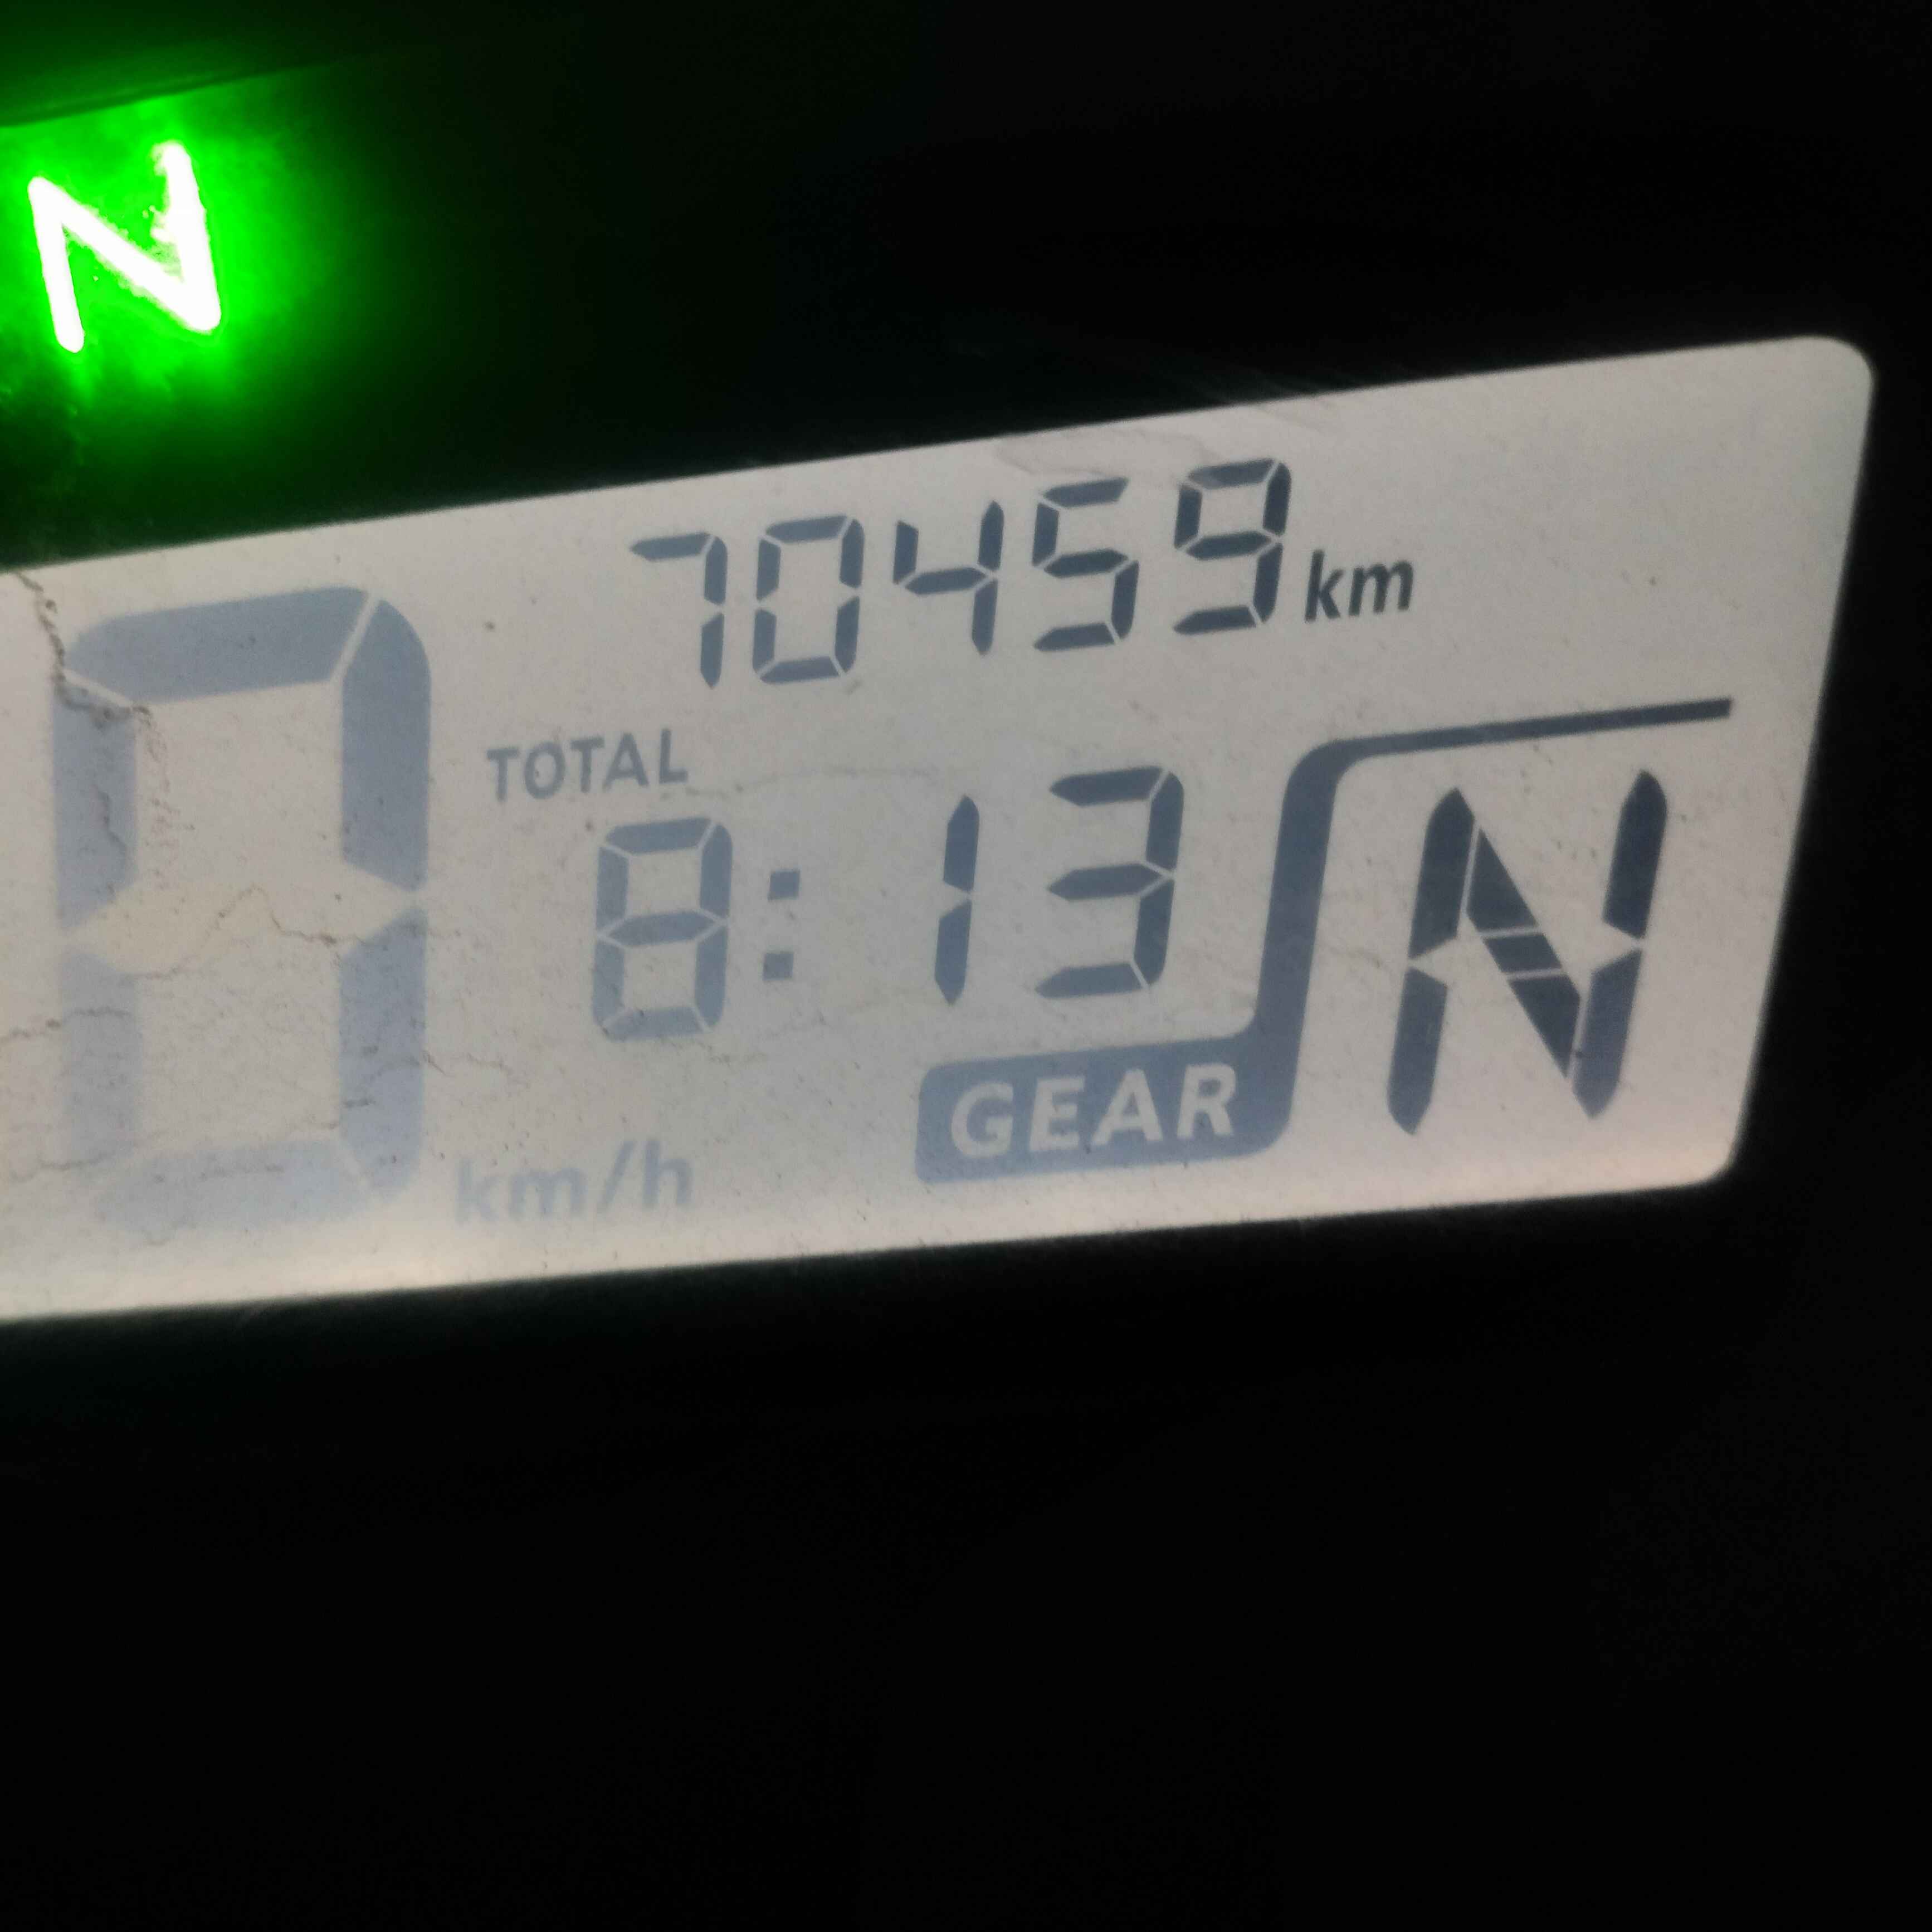 N
70459 km
TOTAL
8:13
0 km/h
GEAR N